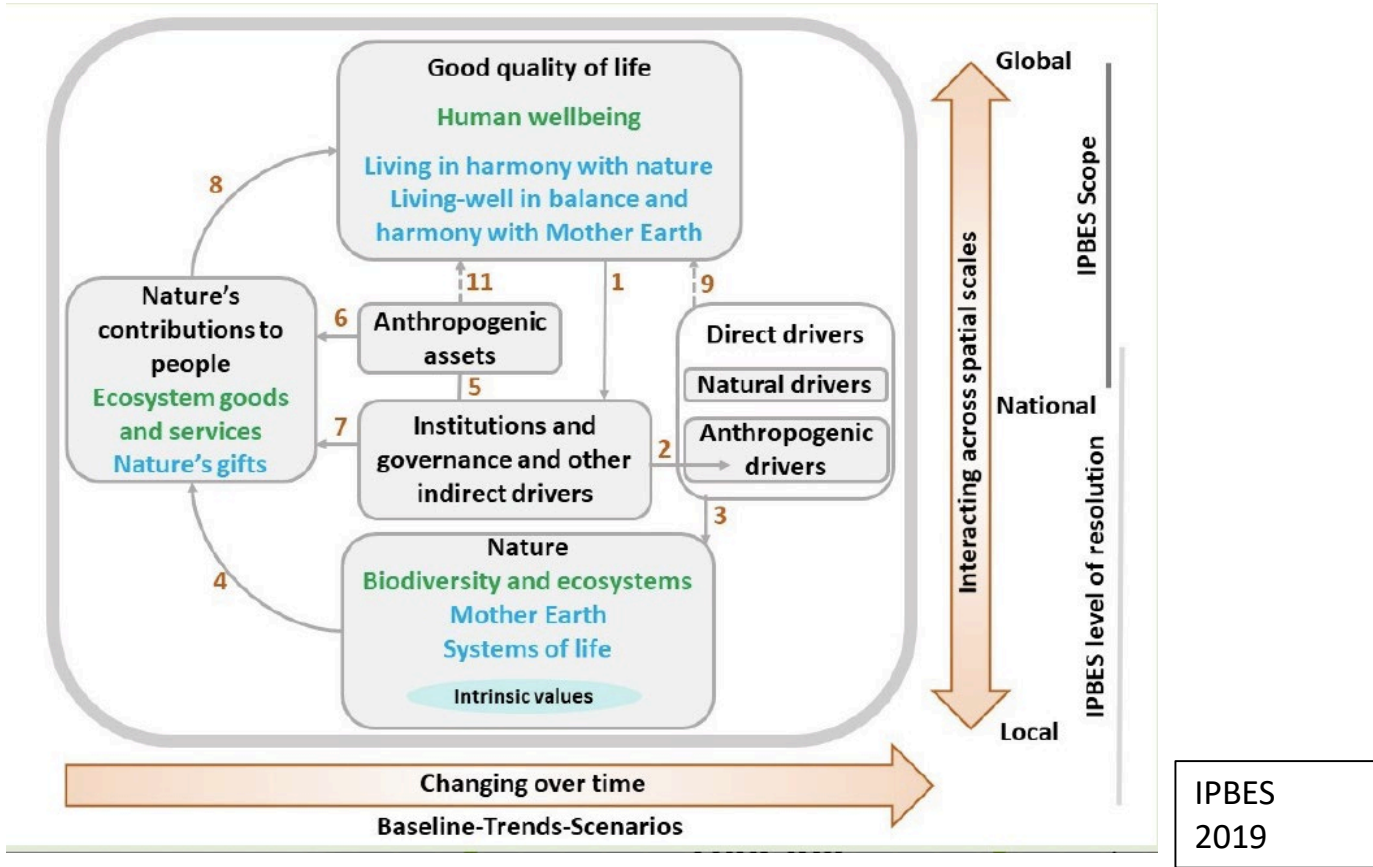 Good quality of life
Human wellbeing
Living in harmony with nature
Living-well in balance and
harmony with Mother Earth
8
11
1
9
Nature's
contributions to
people
Ecosystem goods
and services
Nature's gifts
6
Anthropogenic
assets
5
7
Institutions and
governance and other
indirect drivers
2
Direct drivers
Natural drivers
Anthropogenic
drivers
3
4
Nature
Biodiversity and ecosystems
Mother Earth
Systems of life
Intrinsic values
Global
National
Local
Interacting across spatial scales
IPBES Scope
IPBES level of resolution
Changing over time
Baseline-Trends-Scenarios
IPBES
2019